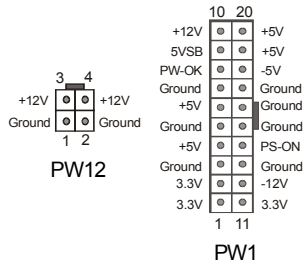 10 20
+12V +5V
5VSB +5V
PW-OK -5V
Ground Ground
+5V Ground
Ground Ground
+5V PS-ON
Ground Ground
3.3V -12V
3.3V 3.3V
1 11
PW1
3 4
+12V +12V
Ground Ground
1 2
PW12